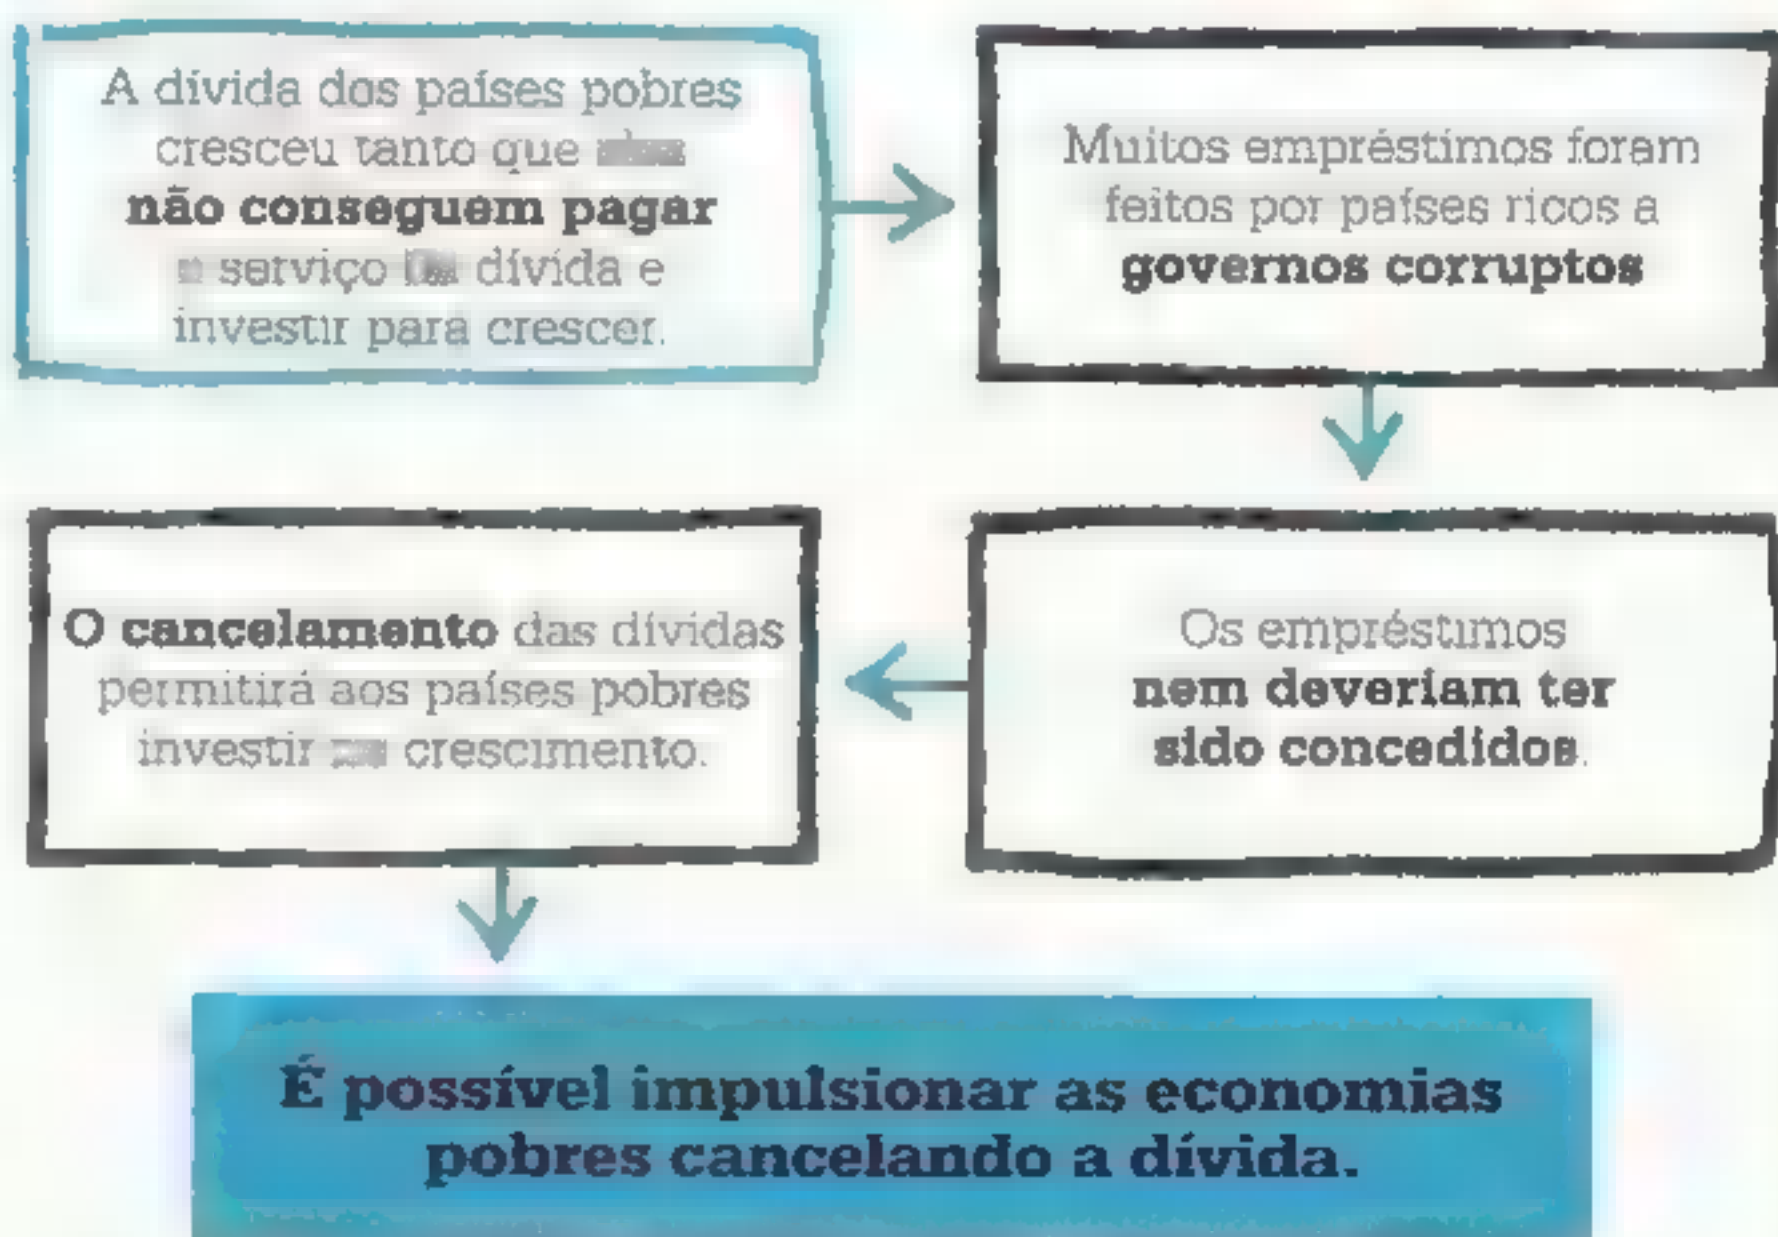 A dívida dos países pobres
cresceu tanto que
não conseguem pagar
serviço dívida e
investir para crescer.
Muitos empréstimos foram
feitos por países ricos a
governos corruptos
Os empréstimos
nem deveriam ter
sido concedidos.
O cancelamento das dívidas
permitirá aos países pobres
investir crescimento.
É possível impulsionar as economias
pobres cancelando a dívida.